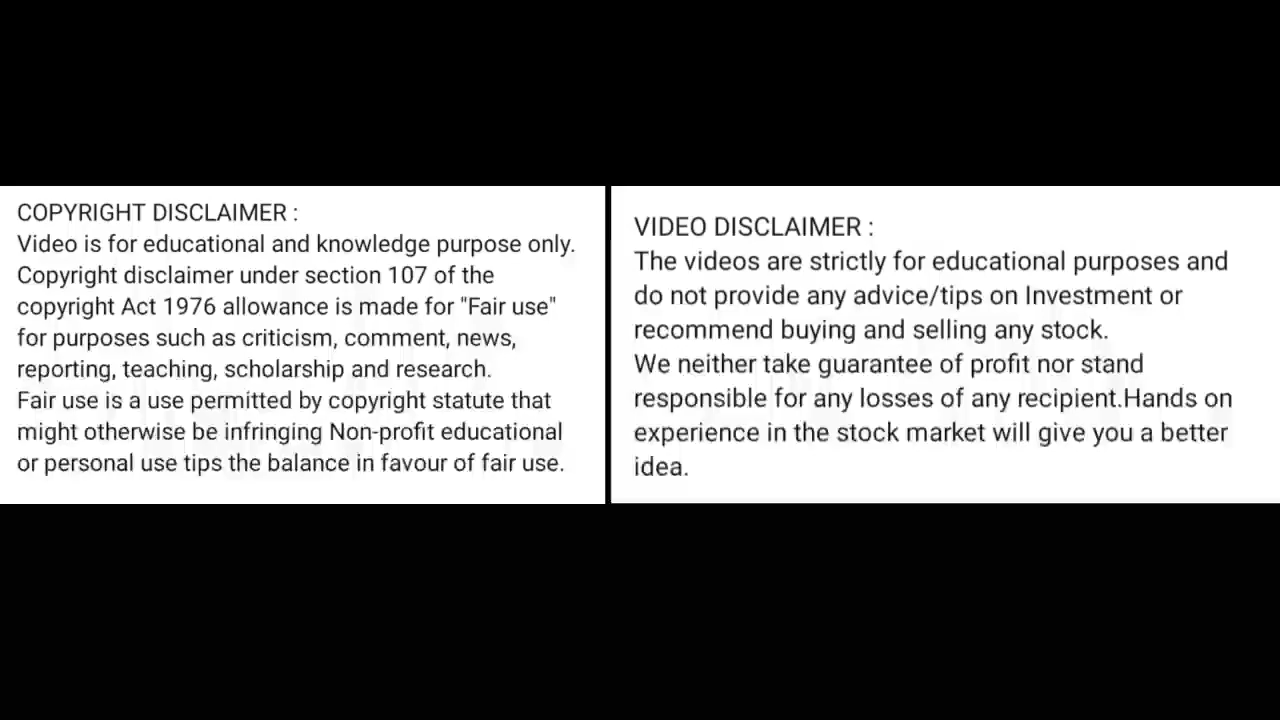 COPYRIGHT DISCLAIMER :
Video is for educational and knowledge purpose only.
Copyright disclaimer under section 107 of the
copyright Act 1976 allowance is made for "Fair use"
for purposes such as criticism, comment, news,
reporting, teaching, scholarship and research.
Fair use is a use permitted by copyright statute that
might otherwise be infringing Non-profit educational
or personal use tips the balance in favour of fair use.
VIDEO DISCLAIMER :
The videos are strictly for educational purposes and
do not provide any advice/tips on Investment or
recommend buying and selling any stock.
We neither take guarantee of profit nor stand
responsible for any losses of any recipient.Hands on
experience in the stock market will give you a better
idea.